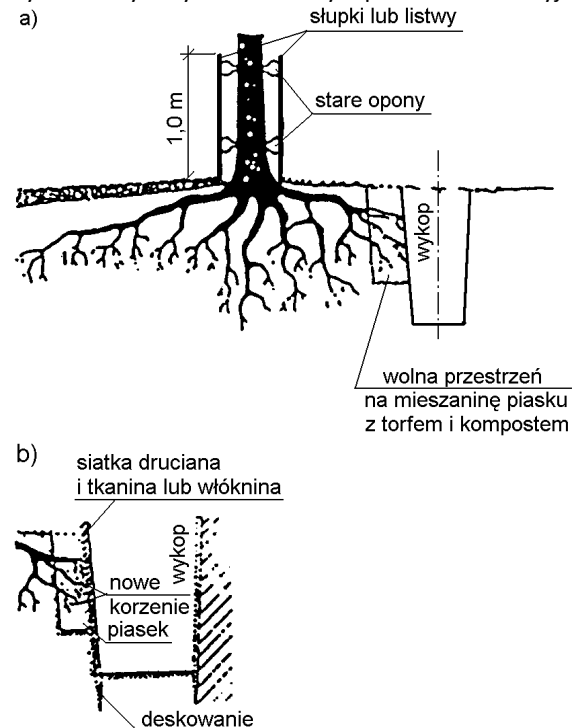 a)
słupki lub listwy
stare opony
1,0 m
wykop
wolna przestrzeń
na mieszaninę piasku
z torfem i kompostem
b)
siatka druciana
i tkanina lub włóknina
wykop
nowe
korzenie
piasek
deskowanie